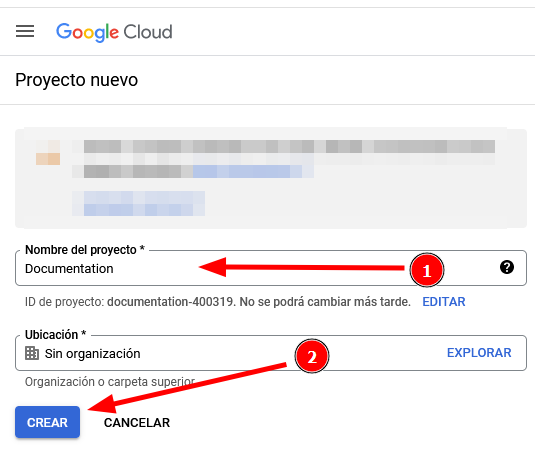 Google Cloud
Proyecto nuevo
Nombre del proyecto *
Documentation
1
?
ID de proyecto: documentation-400319. No se podrá cambiar más tarde. EDITAR
Ubicación *
Sin organización
2
EXPLORAR
Organización o carpeta superior
CREAR
CANCELAR